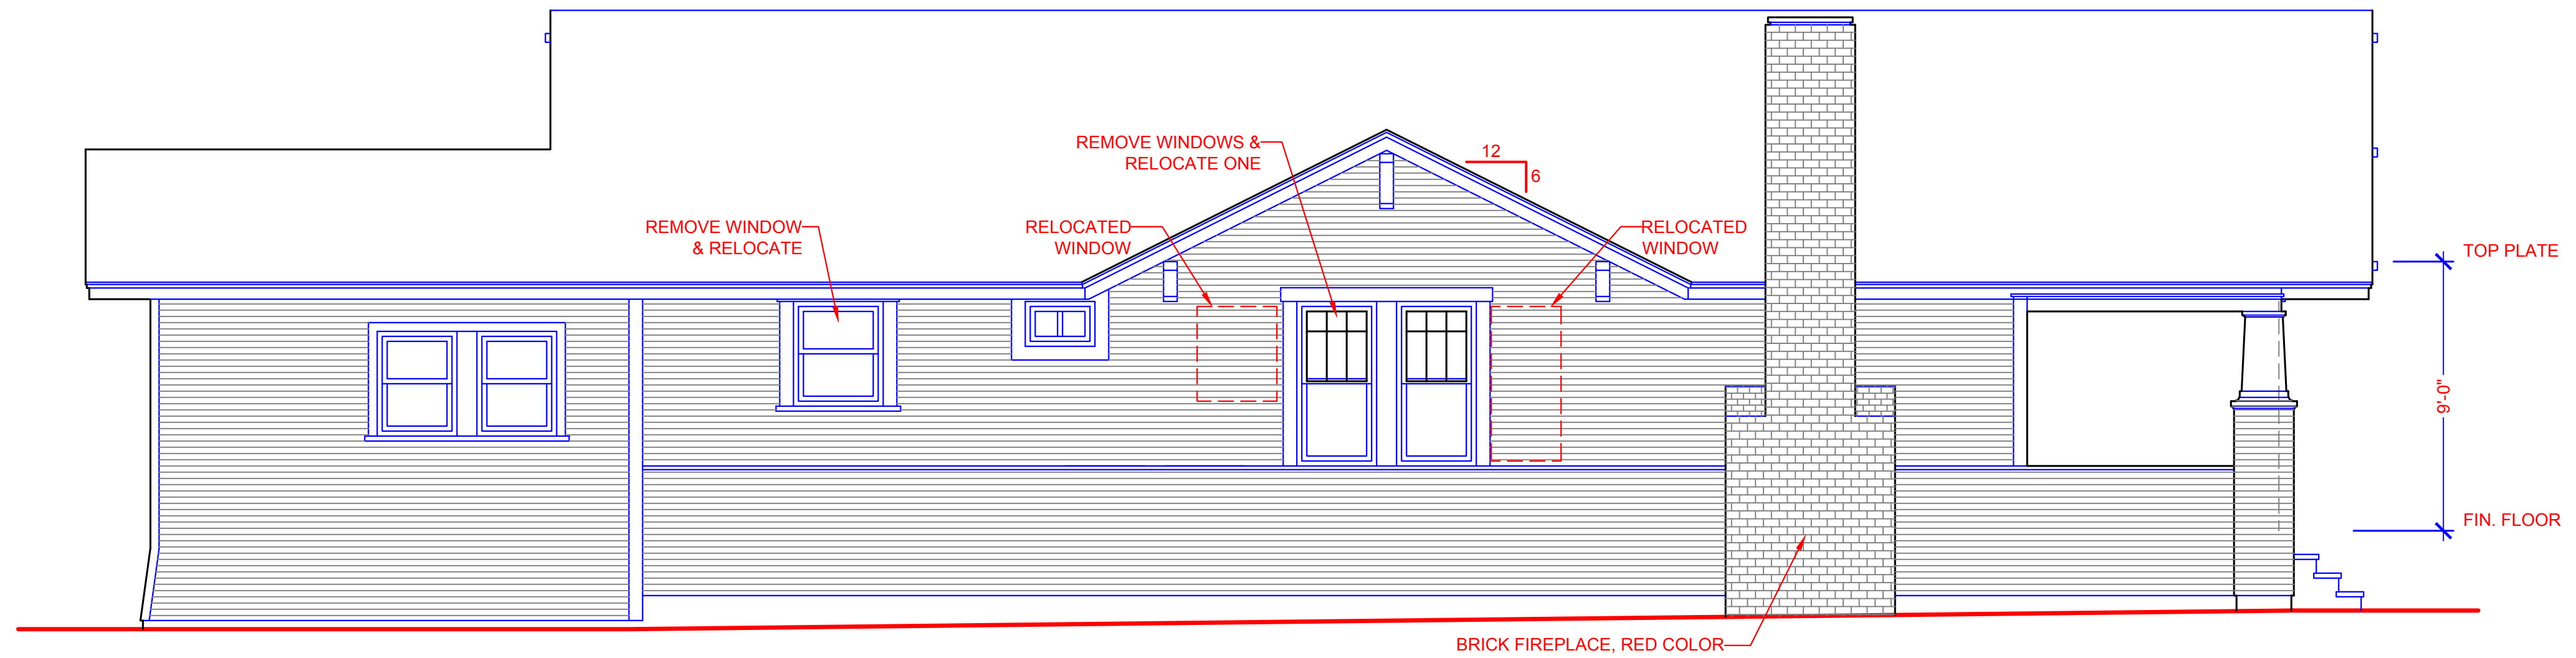 REMOVE WINDOWS &
RELOCATE ONE
12
6
REMOVE WINDOW
& RELOCATE
RELOCATED
WINDOW
RELOCATED
WINDOW
TOP PLATE
9'-0"
FIN. FLOOR
BRICK FIREPLACE, RED COLOR